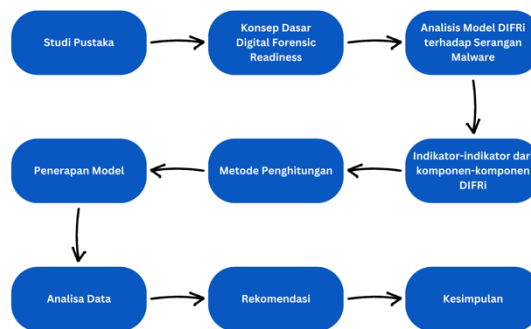 Studi Pustaka
Konsep Dasar
Digital Forensic
Readiness
Analisis Model DIFRi
terhadap Serangan
Malware
Penerapan Model
Metode Penghitungan
Indikator-indikator dari
komponen-komponen
DIFRi
Analisa Data
Rekomendasi
Kesimpulan